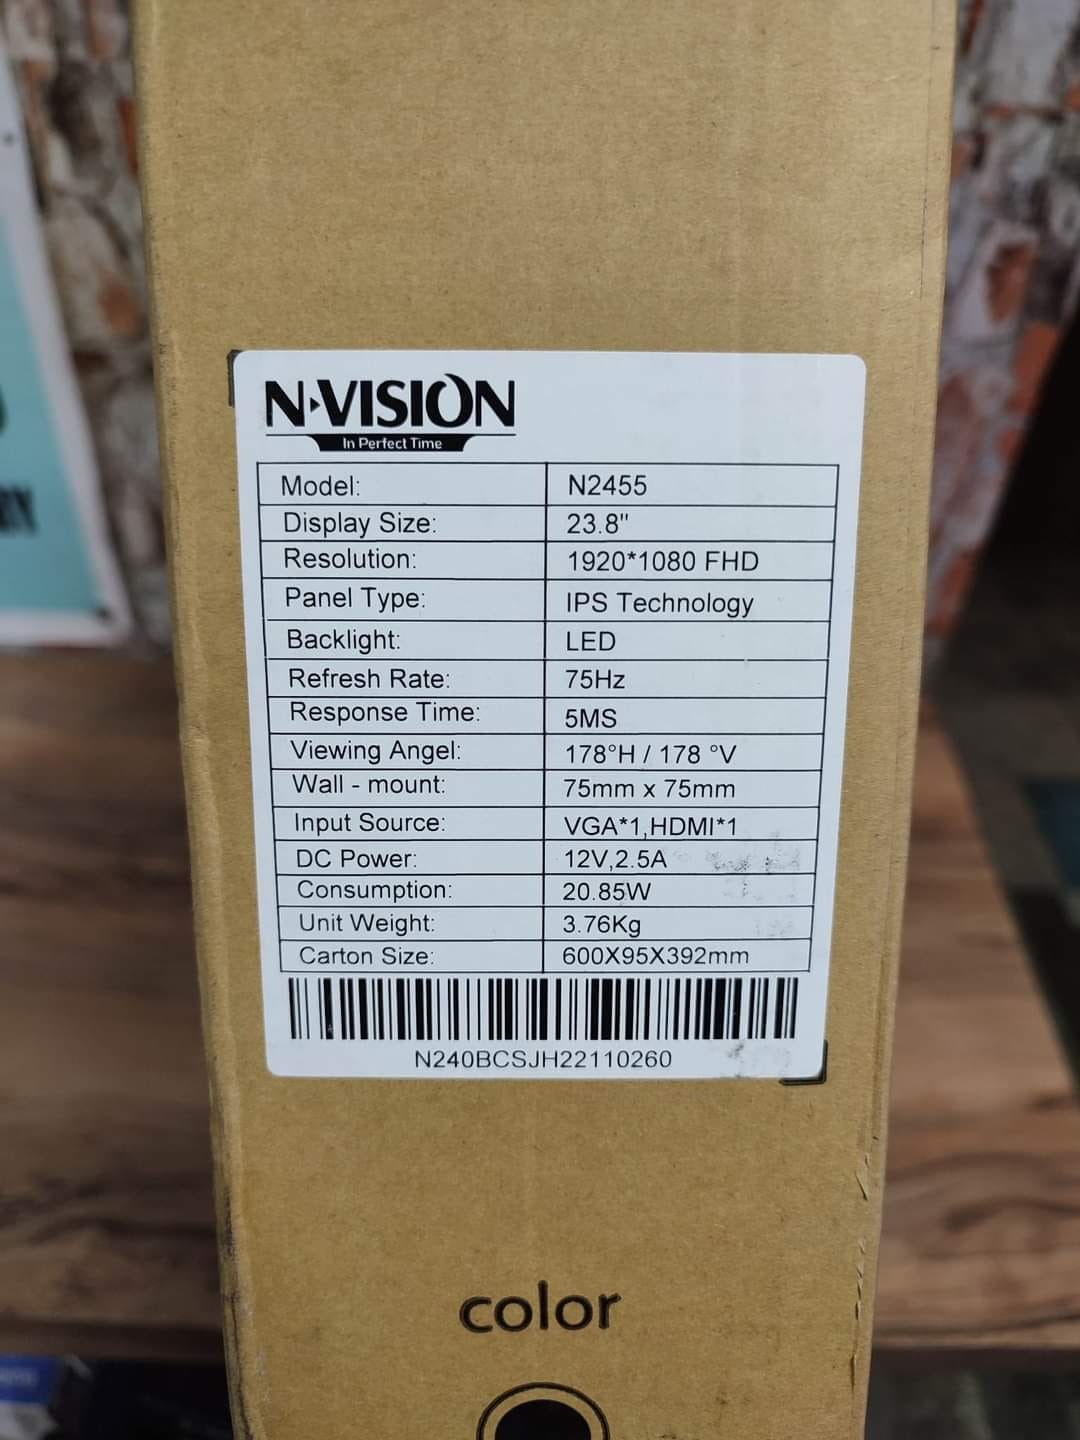 N-VISION
In Perfect Time
Model: N2455
Display Size: 23.8"
Resolution: 1920*1080 FHD
Panel Type: IPS Technology
Backlight: LED
Refresh Rate: 75Hz
Response Time: 5MS
Viewing Angel: 178°H / 178 °V
Wall - mount: 75mm x 75mm
Input Source: VGA*1,HDMI*1
DC Power: 12V,2.5A
Consumption: 20.85W
Unit Weight: 3.76Kg
Carton Size: 600X95X392mm
N240BCSJH22110260
color